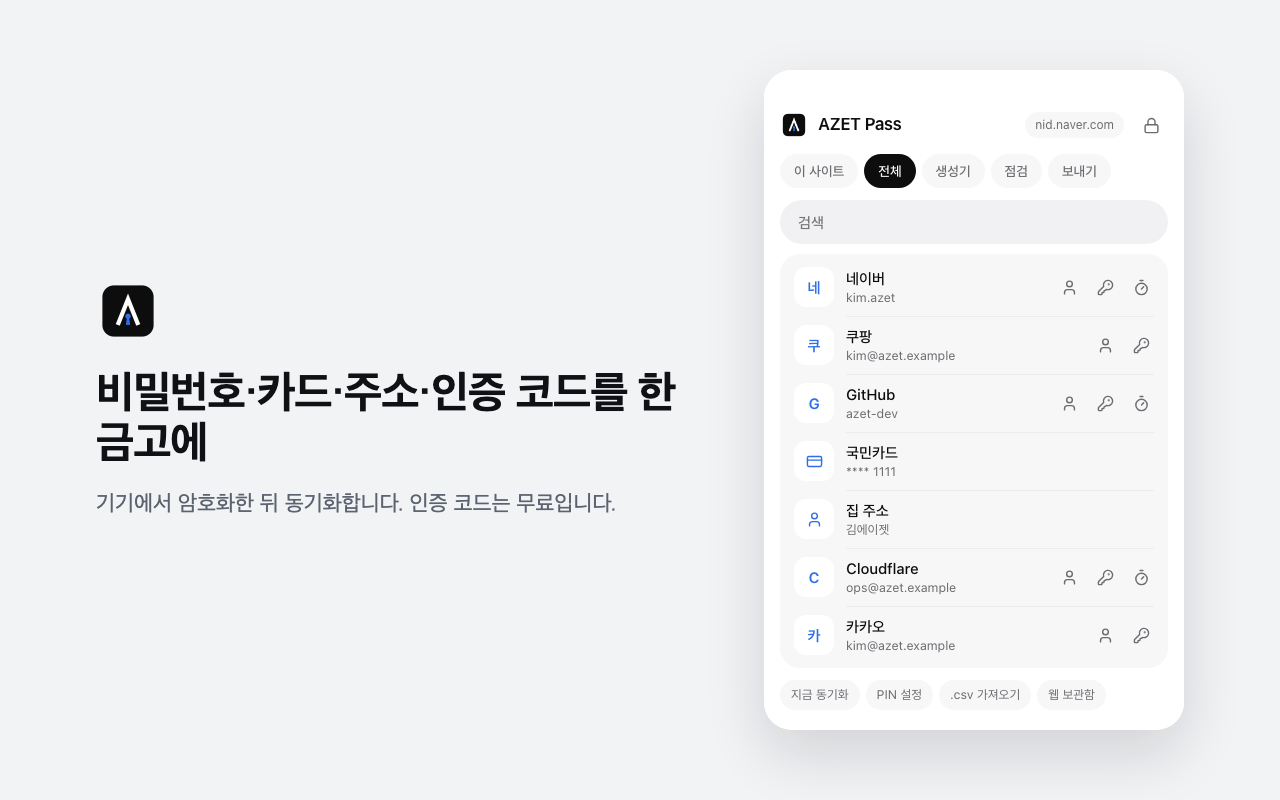 비밀번호·카드·주소·인증 코드를 한
금고에
기기에서 암호화한 뒤 동기화합니다. 인증 코드는 무료입니다.
AZET Pass
nid.naver.com
이 사이트
전체
생성기
점검
보내기
검색
네
네이버
kim.azet
쿠
쿠팡
kim@azet.example
G
GitHub
azet-dev
국민카드
**** 1111
집 주소
김에이젯
C
Cloudflare
ops@azet.example
카
카카오
kim@azet.example
지금 동기화
PIN 설정
.csv 가져오기
웹 보관함